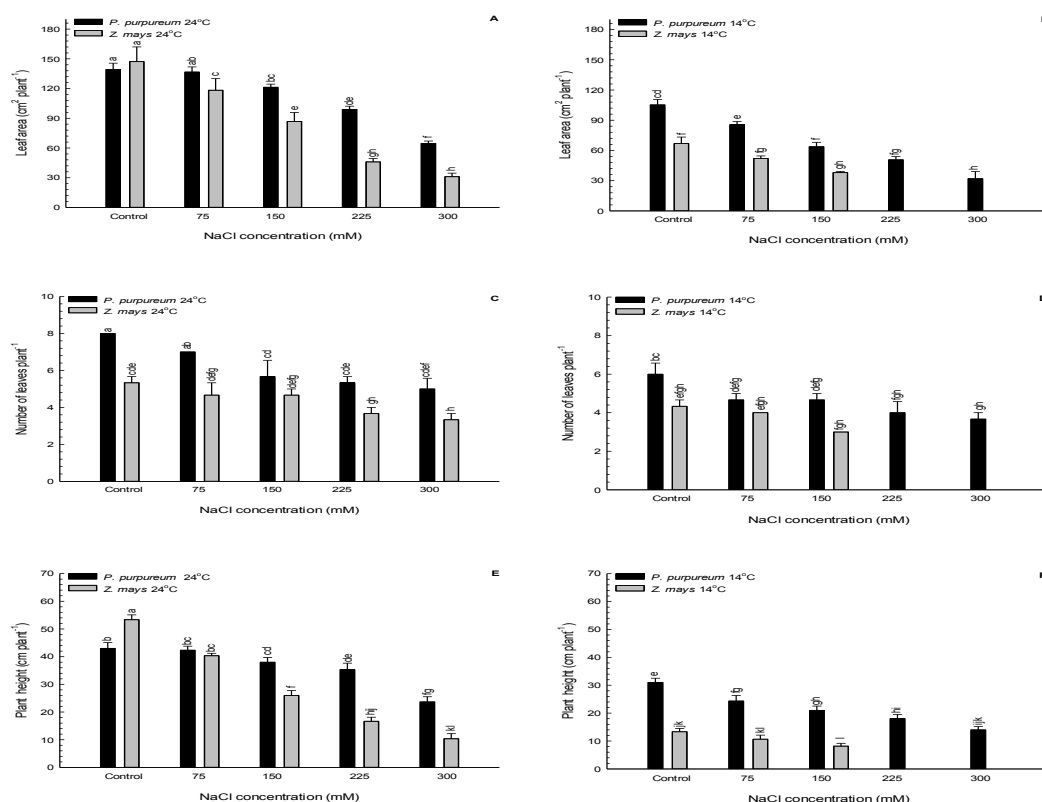 A
P. purpureum 24°C
Z. mays 24°C
Leaf area (cm² plant⁻¹)
180
150
120
90
60
30
0
a a ab c bc e de gh f h
Control 75 150 225 300
NaCl concentration (mM)
P. purpureum 14°C
Z. mays 14°C
Leaf area (cm² plant⁻¹)
180
150
120
90
60
30
0
cd f e fg f gh fg h
Control 75 150 225 300
NaCl concentration (mM)
C
P. purpureum 24°C
Z. mays 24°C
Number of leaves plant⁻¹
10
8
6
4
2
0
a cde ab defg cd defg cde gh cdef h
Control 75 150 225 300
NaCl concentration (mM)
P. purpureum 14°C
Z. mays 14°C
Number of leaves plant⁻¹
10
8
6
4
2
0
bc efgh defg efgh defg fgh fgh gh
Control 75 150 225 300
NaCl concentration (mM)
E
P. purpureum 24°C
Z. mays 24°C
Plant height (cm plant⁻¹)
70
60
50
40
30
20
10
0
b a bc bc cd f de hij fg kl
Control 75 150 225 300
NaCl concentration (mM)
P. purpureum 14°C
Z. mays 14°C
Plant height (cm plant⁻¹)
70
60
50
40
30
20
10
0
e jk fg kl gh l hi ijk
Control 75 150 225 300
NaCl concentration (mM)